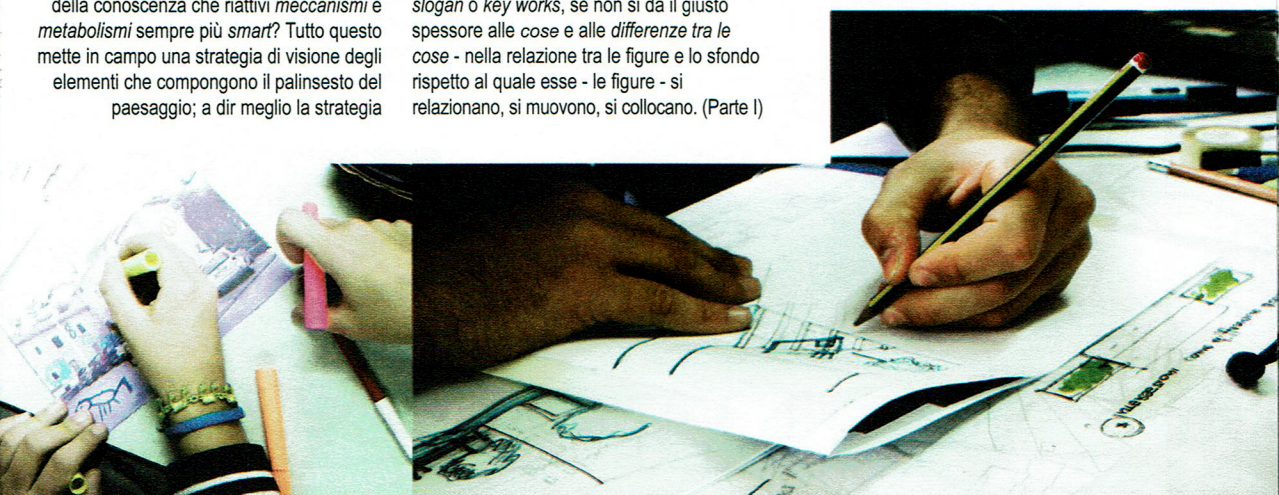 della conoscenza che riattivi meccanismi e
metabolismi sempre più smart? Tutto questo
mette in campo una strategia di visione degli
elementi che compongono il palinsesto del
paesaggio; a dir meglio la strategia
slogan o key works, se non si dà il giusto
spessore alle cose e alle differenze tra le
cose - nella relazione tra le figure e lo sfondo
rispetto al quale esse - le figure - si
relazionano, si muovono, si collocano. (Parte I)